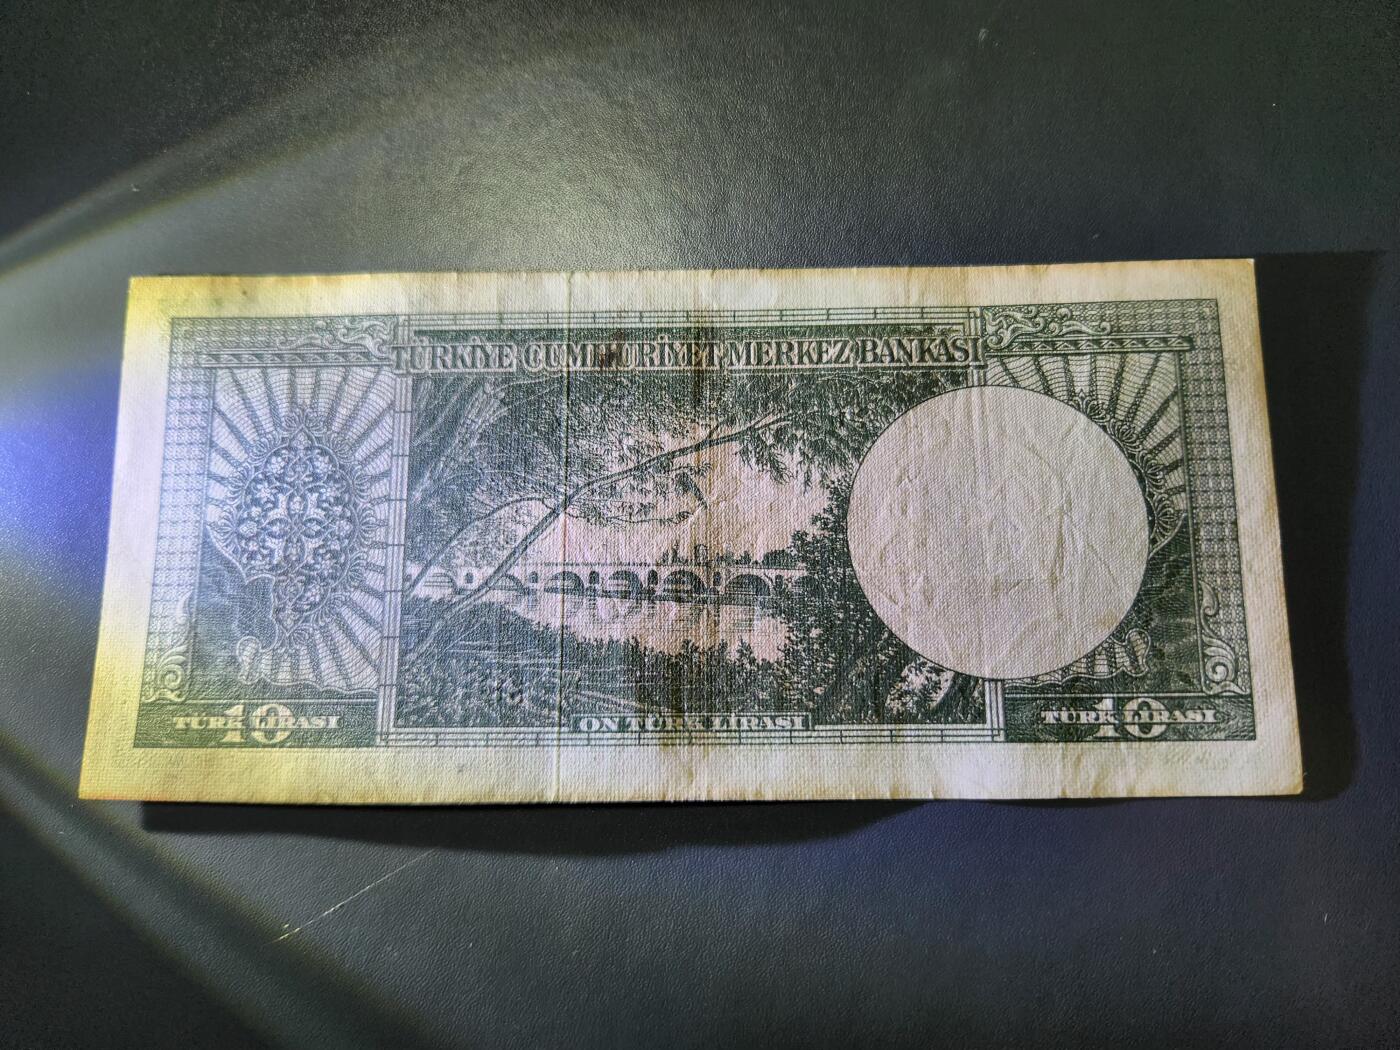 TÜRKİYE CUMHURİYET MERKEZ BANKASI
ON TÜRK LİRASI
10 TÜRK LİRASI
10 TÜRK LİRASI